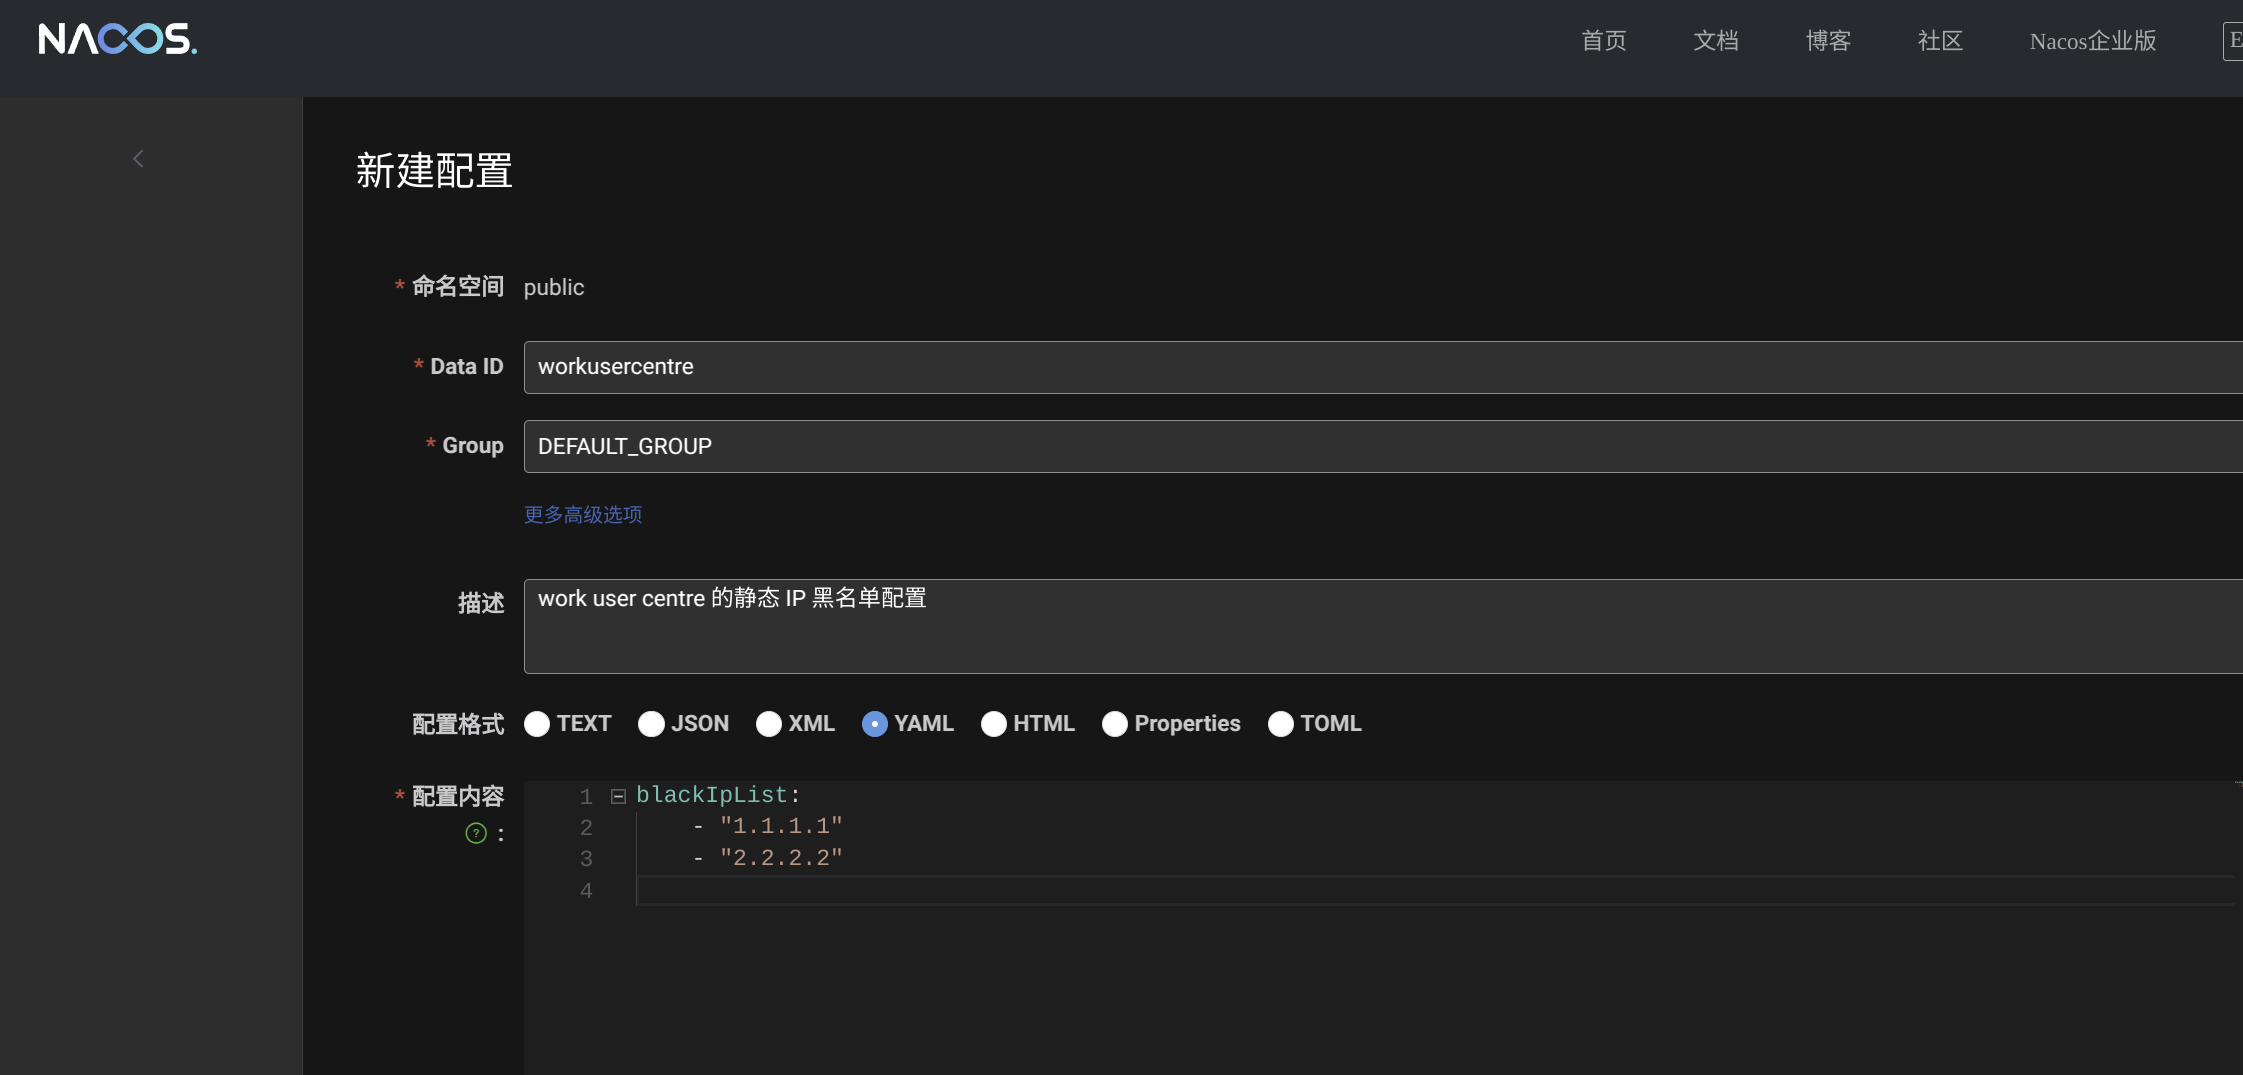 NACOS.
首页 文档 博客 社区 Nacos企业版 E
新建配置
* 命名空间 public
* Data ID workusercentre
* Group DEFAULT_GROUP
更多高级选项
描述 work user centre 的静态 IP 黑名单配置
配置格式 TEXT JSON XML YAML HTML Properties TOML
* 配置内容 ? :
1 blackIpList:
2 - "1.1.1.1"
3 - "2.2.2.2"
4